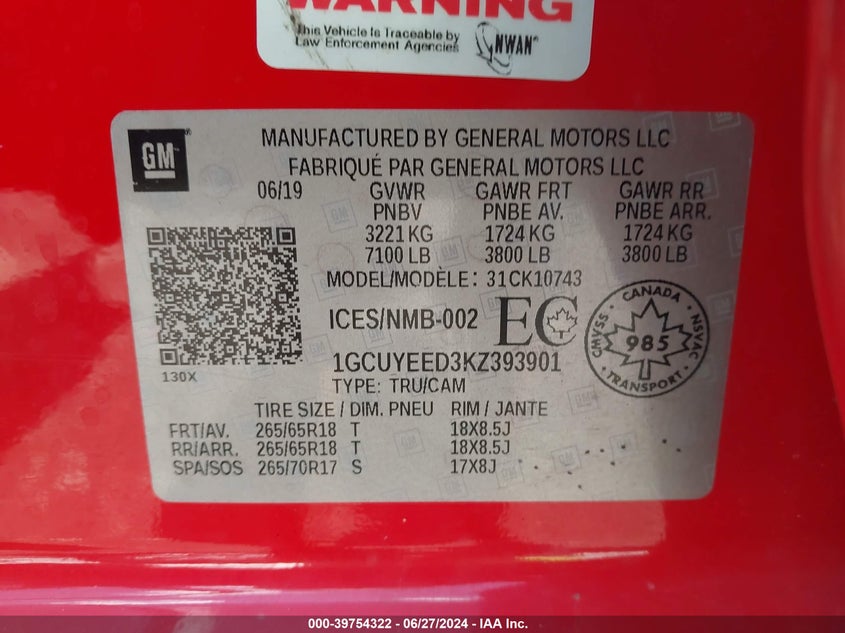 WARNING
This Vehicle Is Traceable by
Law Enforcement Agencies
NWAN®
GM
MANUFACTURED BY GENERAL MOTORS LLC
FABRIQUÉ PAR GENERAL MOTORS LLC
06/19 GVWR GAWR FRT GAWR RR
PNBV PNBE AV. PNBE ARR.
3221 KG 1724 KG 1724 KG
7100 LB 3800 LB 3800 LB
MODEL/MODÈLE: 31CK10743
ICES/NMB-002 EC
CANADA
CMVSS 985 NSVAC
TRANSPORT
130X
1GCUYEED3KZ393901
TYPE: TRU/CAM
TIRE SIZE / DIM. PNEU RIM / JANTE
FRT/AV. 265/65R18 T 18X8.5J
RR/ARR. 265/65R18 T 18X8.5J
SPA/SOS 265/70R17 S 17X8J
000-39754322 - 06/27/2024 - IAA Inc.